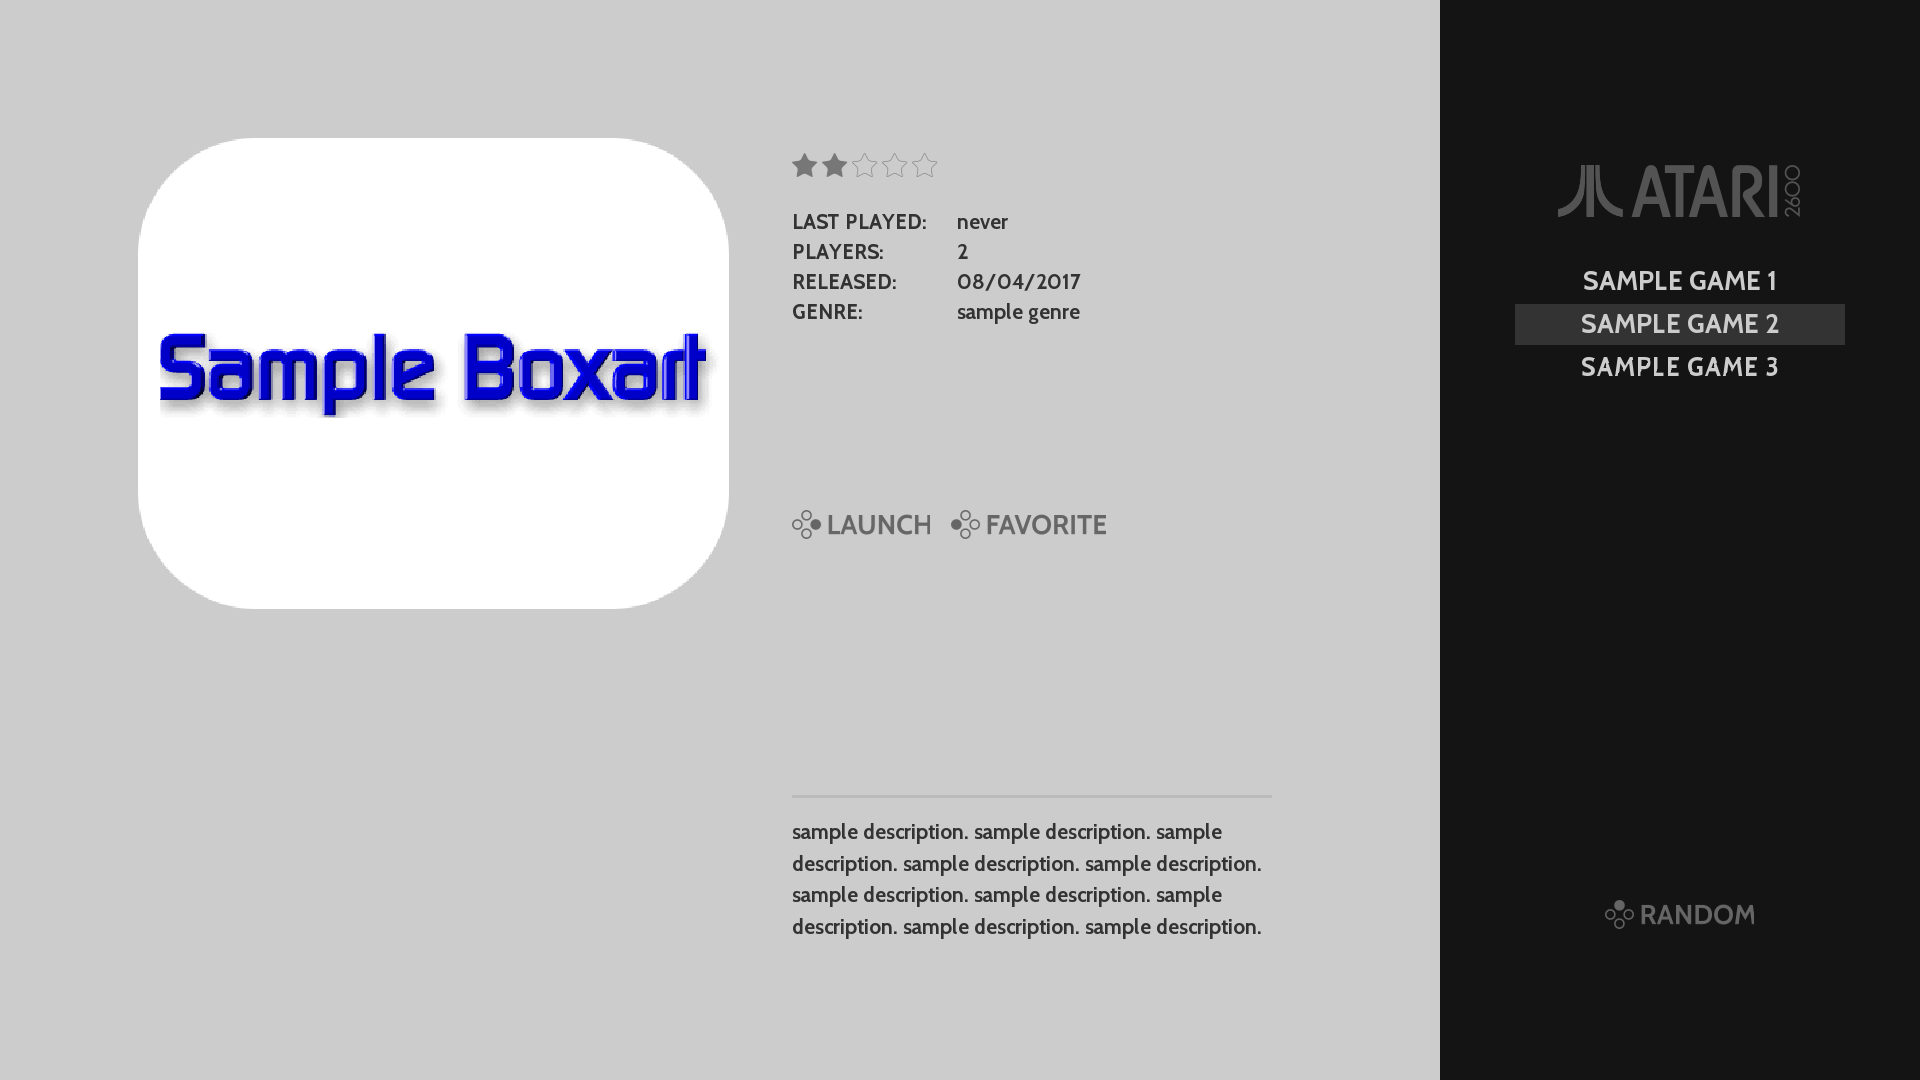 Sample Boxart
LAST PLAYED: never
PLAYERS: 2
RELEASED: 08/04/2017
GENRE: sample genre
LAUNCH FAVORITE
sample description. sample description. sample
description. sample description. sample description.
sample description. sample description. sample
description. sample description. sample description.
ATARI 2600
SAMPLE GAME 1
SAMPLE GAME 2
SAMPLE GAME 3
RANDOM